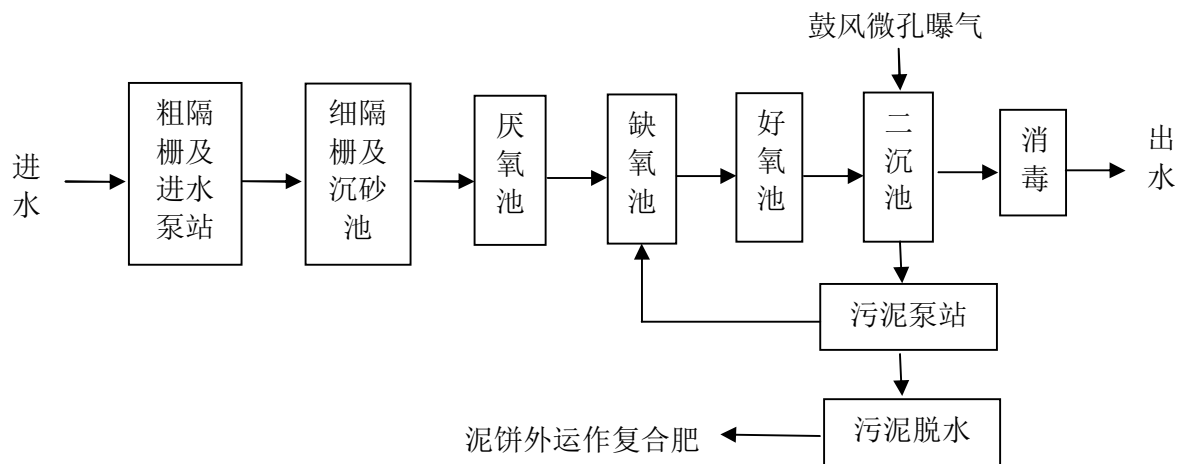 鼓风微孔曝气
进
水
粗隔
栅及
进水
泵站
细隔
栅及
沉砂
池
厌
氧
池
缺
氧
池
好
氧
池
二
沉
池
消
毒
出
水
污泥泵站
污泥脱水
泥饼外运作复合肥